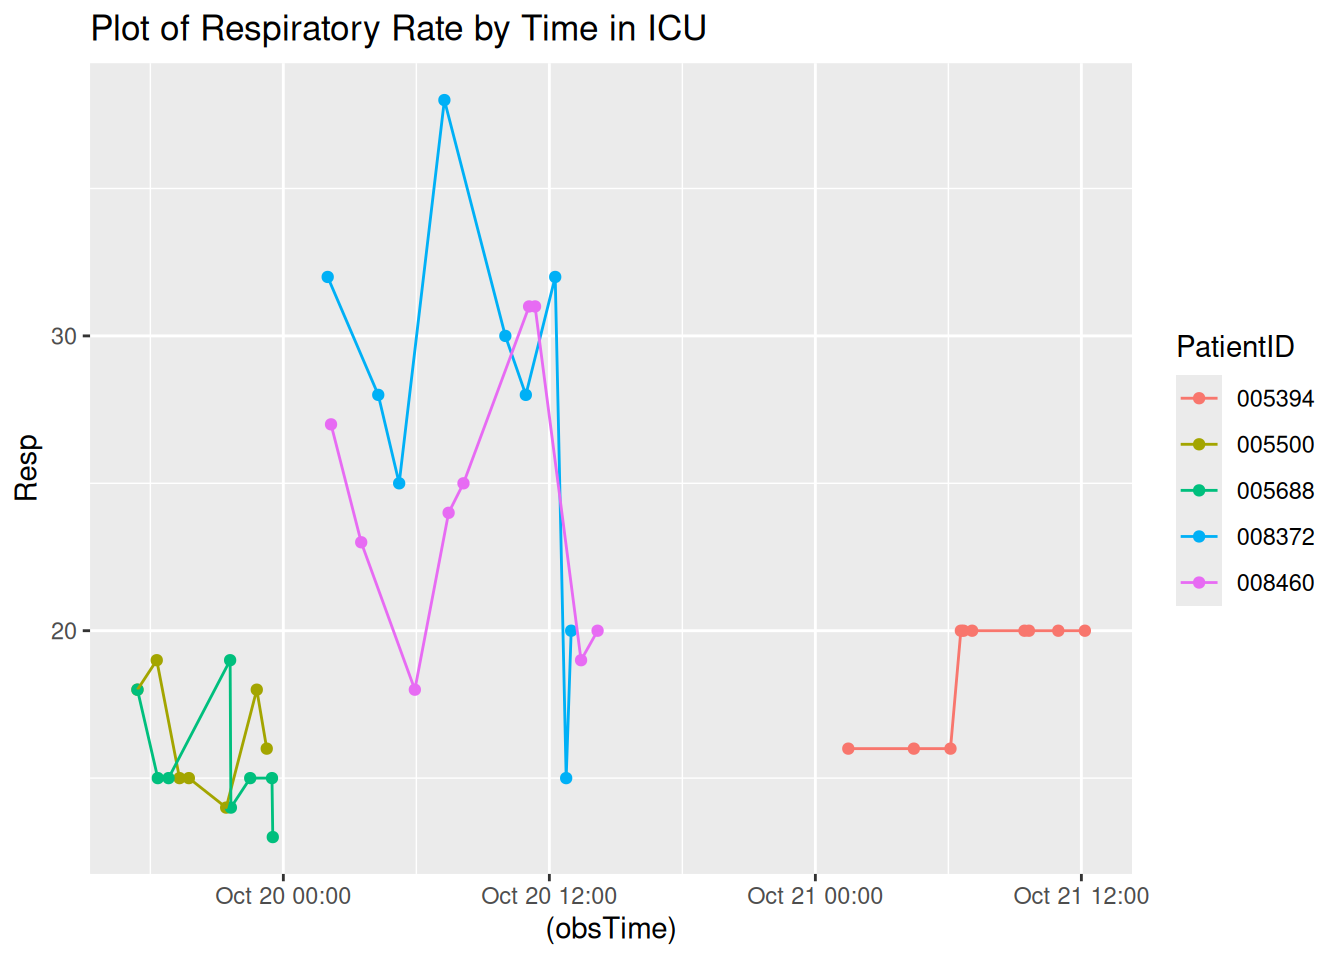 Plot of Respiratory Rate by Time in ICU
Resp
30
20
Oct 20 00:00
Oct 20 12:00
Oct 21 00:00
Oct 21 12:00
(obsTime)
PatientID
005394
005500
005688
008372
008460